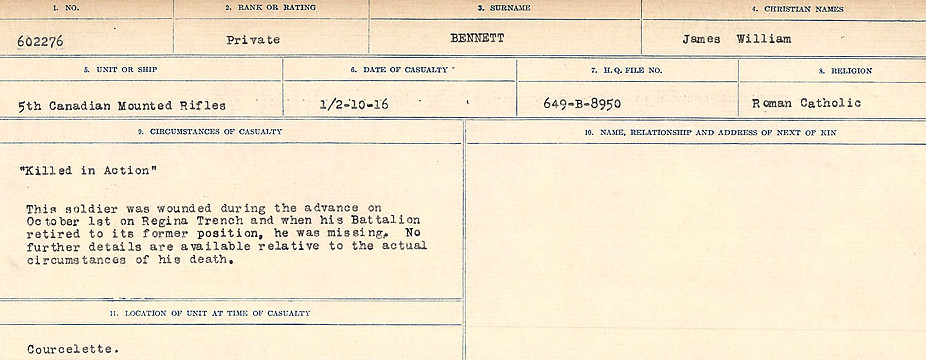 1. NO. 2. RANK OR RATING 3. SURNAME 4. CHRISTIAN NAMES
602276 Private BENNETT James William
5. UNIT OR SHIP 6. DATE OF CASUALTY 7. H.Q. FILE NO. 8. RELIGION
5th Canadian Mounted Rifles 1/2-10-16 649-B-8950 Roman Catholic
9. CIRCUMSTANCES OF CASUALTY 10. NAME, RELATIONSHIP AND ADDRESS OF NEXT OF KIN
"Killed in Action"
This soldier was wounded during the advance on
October 1st on Regina Trench and when his Battalion
retired to its former position, he was missing. No
further details are available relative to the actual
circumstances of his death.
11. LOCATION OF UNIT AT TIME OF CASUALTY
Courcelette.